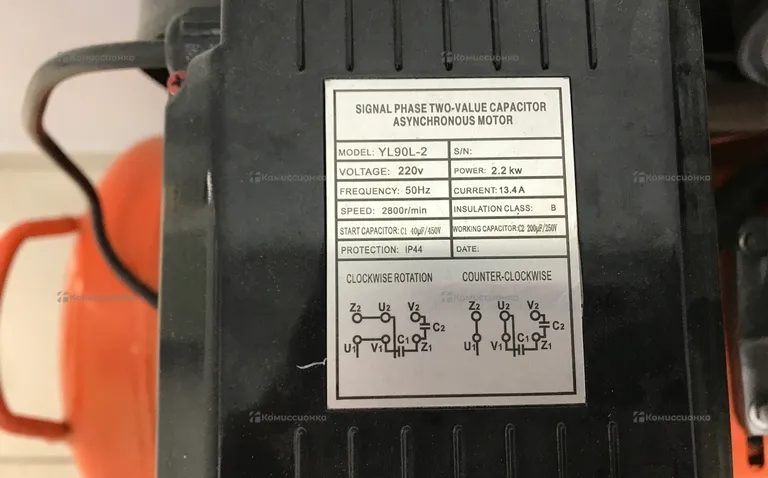 Комиссионка Комиссионка Комиссионка Комиссионка
SIGNAL PHASE TWO-VALUE CAPACITOR
ASYNCHRONOUS MOTOR
MODEL: YL90L-2 S/N:
VOLTAGE: 220v POWER: 2.2 kw
FREQUENCY: 50Hz CURRENT: 13.4 A
SPEED: 2800r/min INSULATION CLASS: B
START CAPACITOR: C1 40μF/450V WORKING CAPACITOR: C2 200μF/250V
PROTECTION: IP44 DATE:
CLOCKWISE ROTATION COUNTER-CLOCKWISE
Z2 U2 V2 Z2 U2 V2
C2 C2
U1 V1 C1 Z1 U1 V1 C1 Z1
Комиссионка Комиссионка